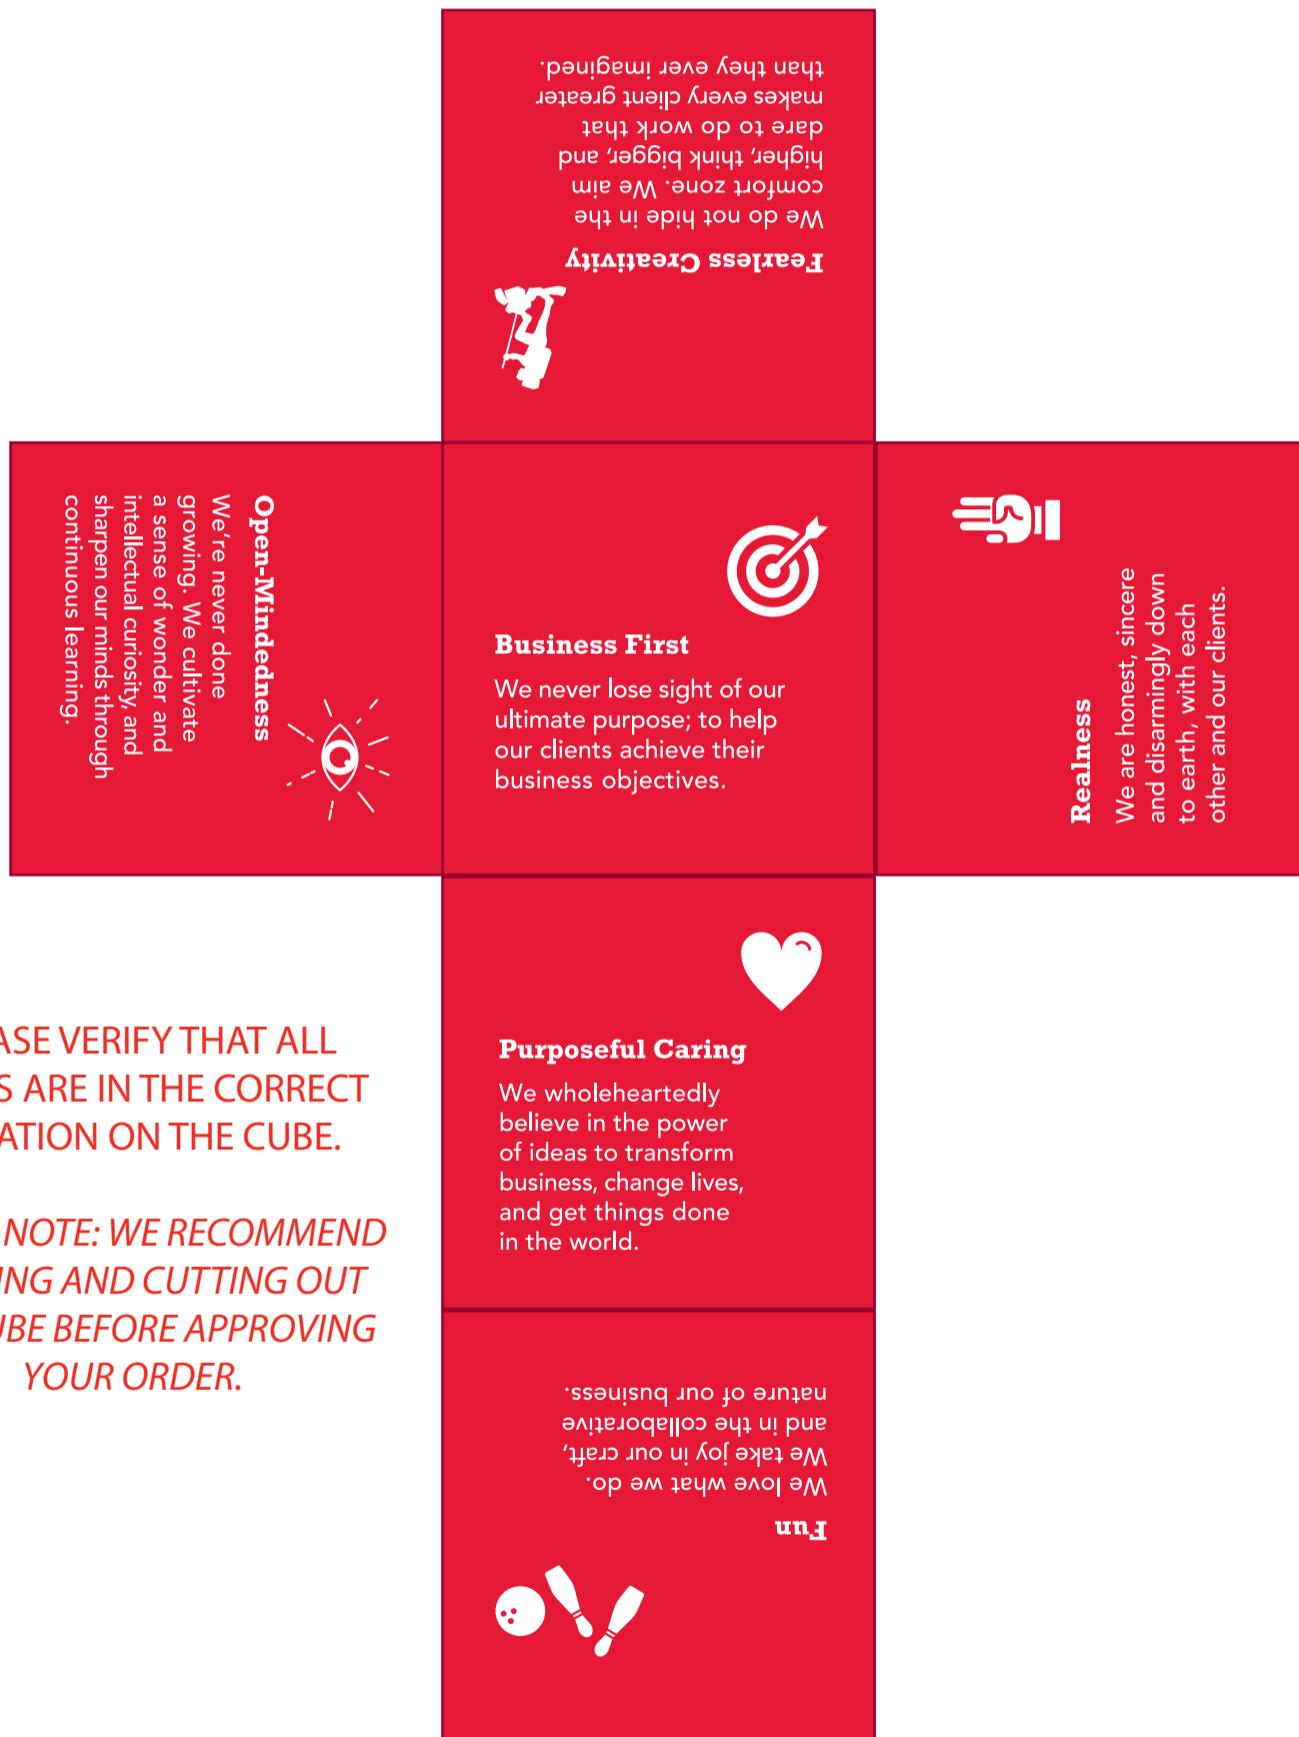 Fearless Creativity
We do not hide in the
comfort zone. We aim
higher, think bigger, and
dare to do work that
makes every client greater
than they ever imagined.
Open-Mindedness
We're never done
growing. We cultivate
a sense of wonder and
intellectual curiosity, and
sharpen our minds through
continuous learning.
Business First
We never lose sight of our
ultimate purpose; to help
our clients achieve their
business objectives.
Realness
We are honest, sincere
and disarmingly down
to earth, with each
other and our clients.
Purposeful Caring
We wholeheartedly
believe in the power
of ideas to transform
business, change lives,
and get things done
in the world.
Fun
We love what we do.
We take joy in our craft,
and in the collaborative
nature of our business.
VERIFY THAT ALL
ARE IN THE CORRECT
ON THE CUBE.
NOTE: WE RECOMMEND
AND CUTTING OUT
BEFORE APPROVING
YOUR ORDER.